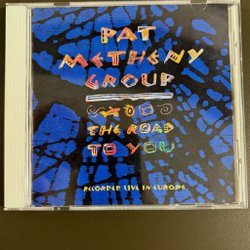 PAT
METHENY
GROUP
THE ROAD
TO YOU
RECORDED LIVE IN EUROPE